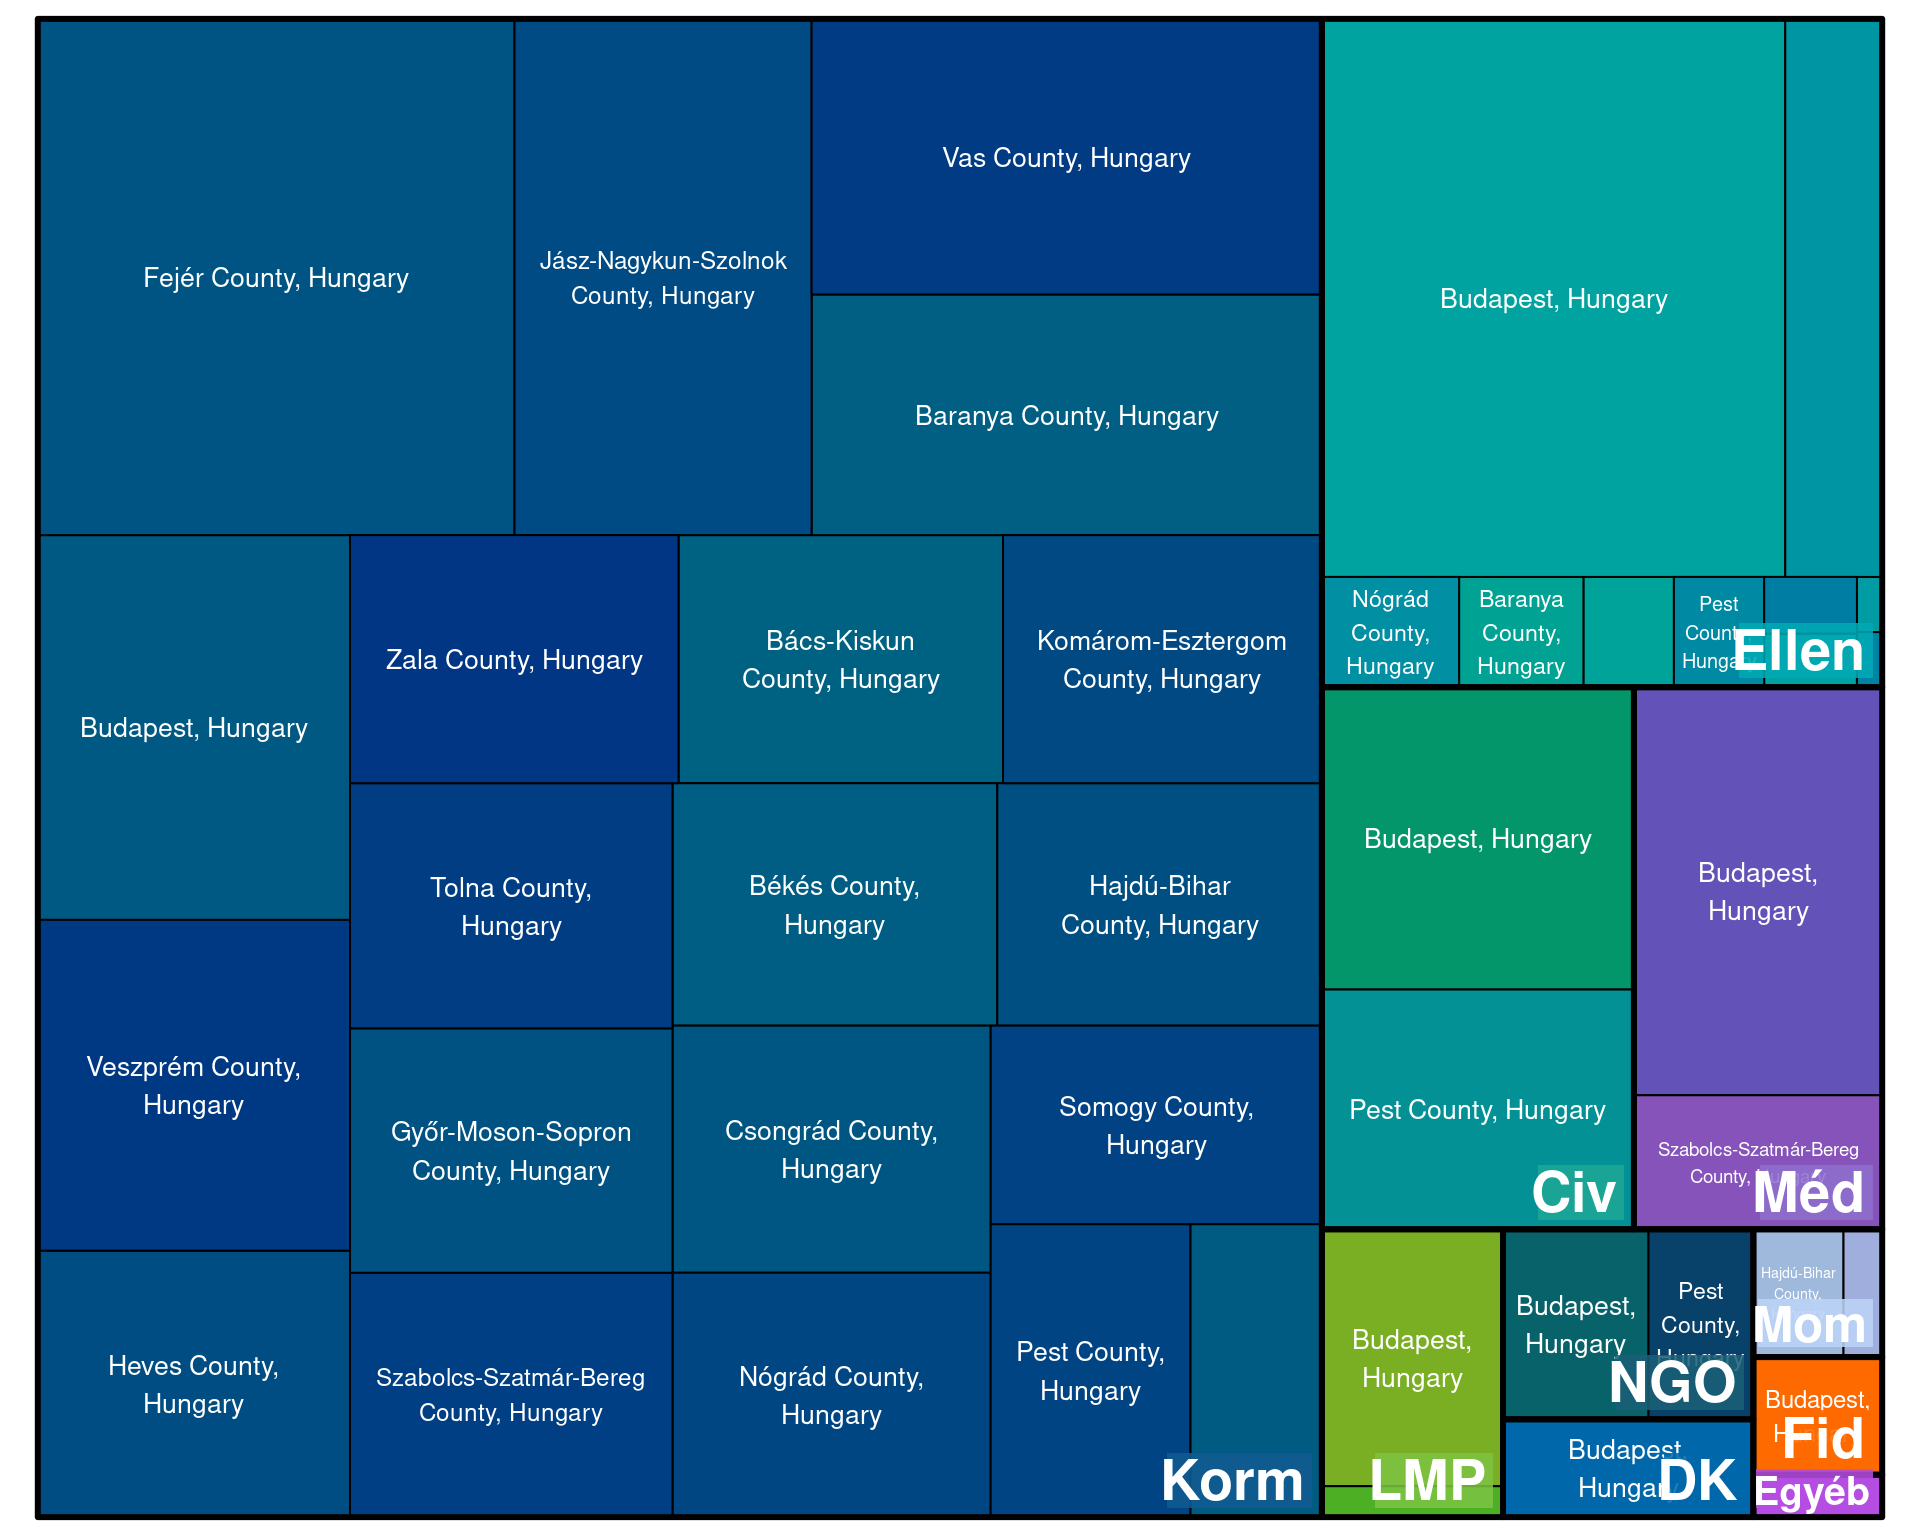 Fejér County, Hungary
Jász-Nagykun-Szolnok
County, Hungary
Vas County, Hungary
Baranya County, Hungary
Budapest, Hungary
Zala County, Hungary
Bács-Kiskun
County, Hungary
Komárom-Esztergom
County, Hungary
Tolna County,
Hungary
Békés County,
Hungary
Hajdú-Bihar
County, Hungary
Veszprém County,
Hungary
Győr-Moson-Sopron
County, Hungary
Csongrád County,
Hungary
Somogy County,
Hungary
Heves County,
Hungary
Szabolcs-Szatmár-Bereg
County, Hungary
Nógrád County,
Hungary
Pest County,
Hungary
Korm
Budapest, Hungary
Nógrád
County,
Hungary
Baranya
County,
Hungary
Pest
Ellen
Budapest, Hungary
Pest County, Hungary
Civ
Budapest,
Hungary
Szabolcs-Szatmár-Bereg
County,
Méd
Budapest,
Hungary
LMP
Budapest,
Hungary
Pest
County,
Hungary
NGO
Budapest,
Hungary
DK
Hajdú-Bihar
County,
Mom
Budapest,
Fid
Egyéb